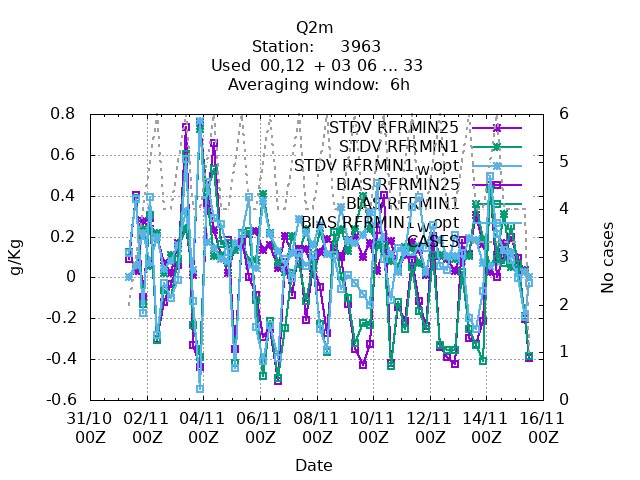 Q2m
Station: 3963
Used 00,12 + 03 06 ... 33
Averaging window: 6h
g/Kg
No cases
0.8
0.6
0.4
0.2
0
-0.2
-0.4
-0.6
6
5
4
3
2
1
0
STDV RFRMIN25
STDV RFRMIN1
STDV RFRMIN1_wopt
BIAS RFRMIN25
BIAS RFRMIN1
BIAS RFRMIN1_wopt
CASES
31/10 02/11 04/11 06/11 08/11 10/11 12/11 14/11 16/11
00Z 00Z 00Z 00Z 00Z 00Z 00Z 00Z 00Z
Date